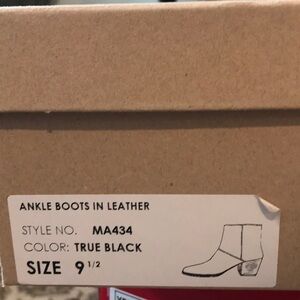 ANKLE BOOTS IN LEATHER
STYLE NO. MA434
COLOR: TRUE BLACK
SIZE 9 1/2